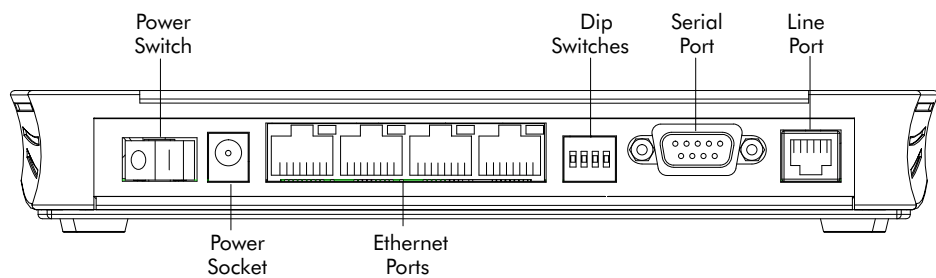 Power
Switch
Dip
Switches
Serial
Port
Line
Port
Power
Socket
Ethernet
Ports